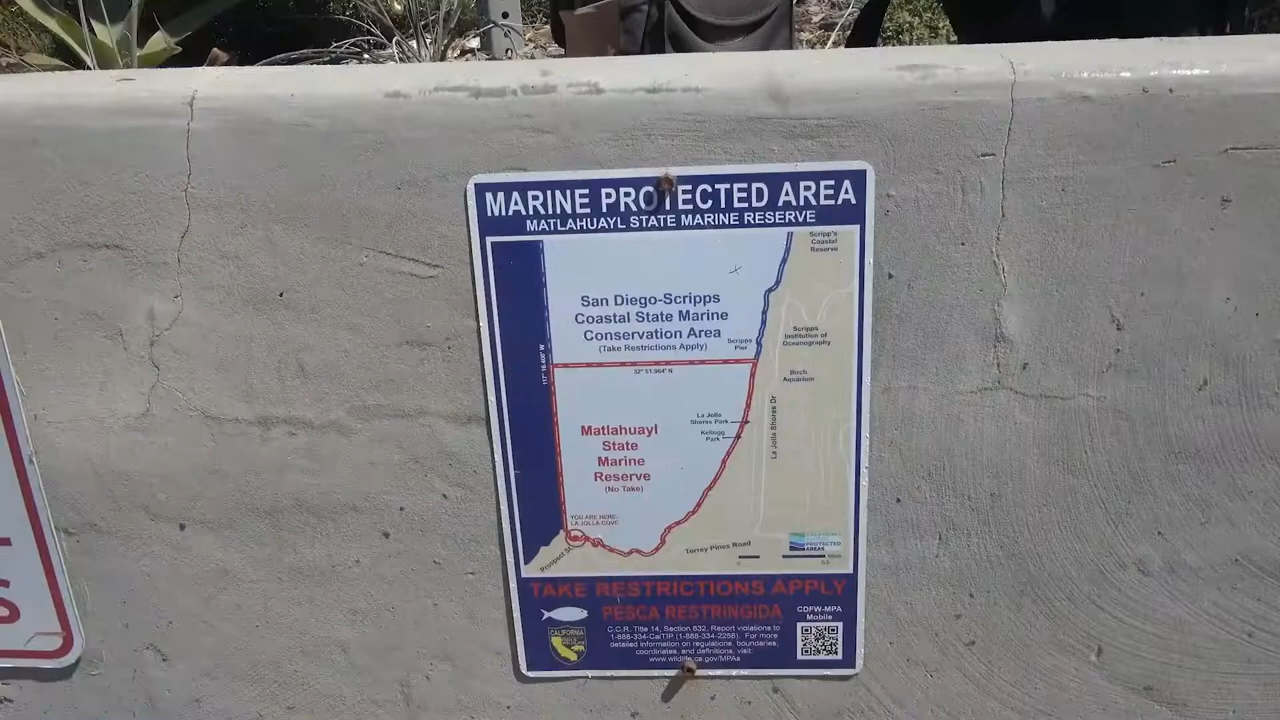 MARINE PROTECTED AREA
MATLAHUAYL STATE MARINE RESERVE
Scripp's
Coastal
Reserve
San Diego-Scripps
Coastal State Marine
Conservation Area
(Take Restrictions Apply)
Scripps
Pier
Scripps
Institution of
Oceanography
32° 51.964' N
Birch
Aquarium
La Jolla
Shores Park
Kellogg
Park
La Jolla Shores Dr
Matlahuayl
State
Marine
Reserve
(No Take)
YOU ARE HERE:
LA JOLLA COVE
Prospect St
Torrey Pines Road
PROTECTED
AREAS
0
0.5
Miles
TAKE RESTRICTIONS APPLY
PESCA RESTRINGIDA
CDFW-MPA
Mobile
C.C.R. Title 14, Section 632. Report violations to
1-888-334-CalTIP (1-888-334-2258). For more
detailed information on regulations, boundaries,
coordinates, and definitions, visit:
www.wildlife.ca.gov/MPAs
CALIFORNIA
S